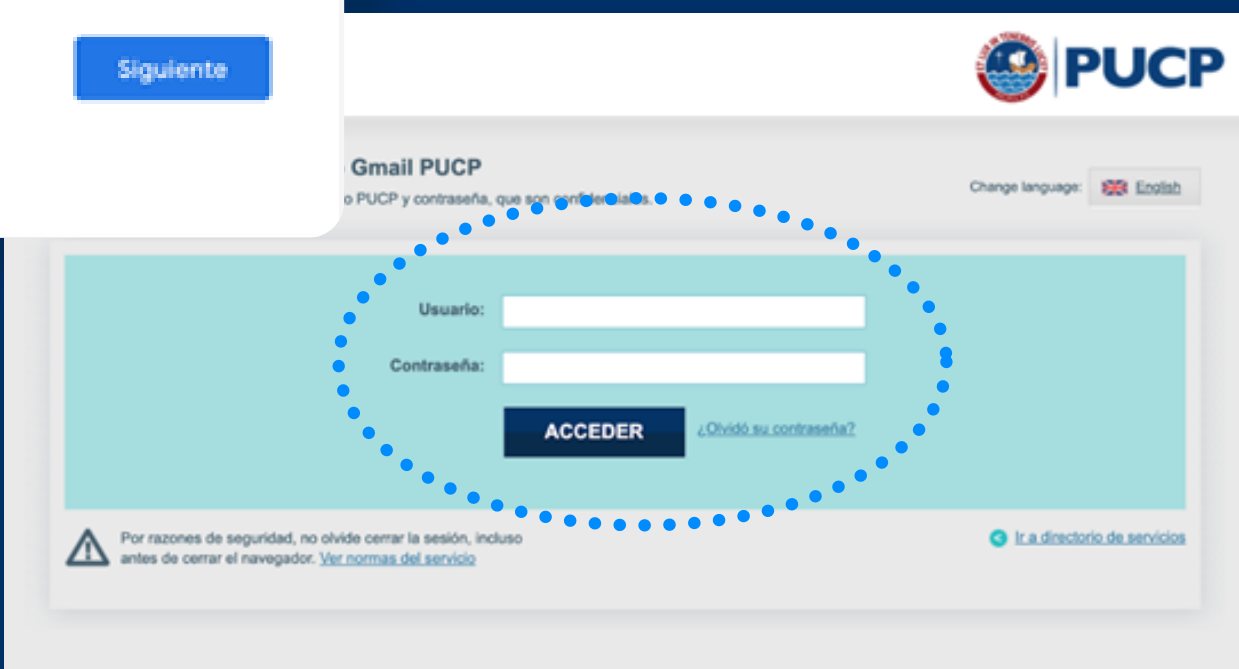 Siguiente
PUCP
Gmail PUCP
o PUCP y contraseña, que son confidenciales.
Change language: English
Usuario:
Contraseña:
ACCEDER ¿Olvidó su contraseña?
Por razones de seguridad, no olvide cerrar la sesión, incluso
antes de cerrar el navegador. Ver normas del servicio
Ir a directorio de servicios